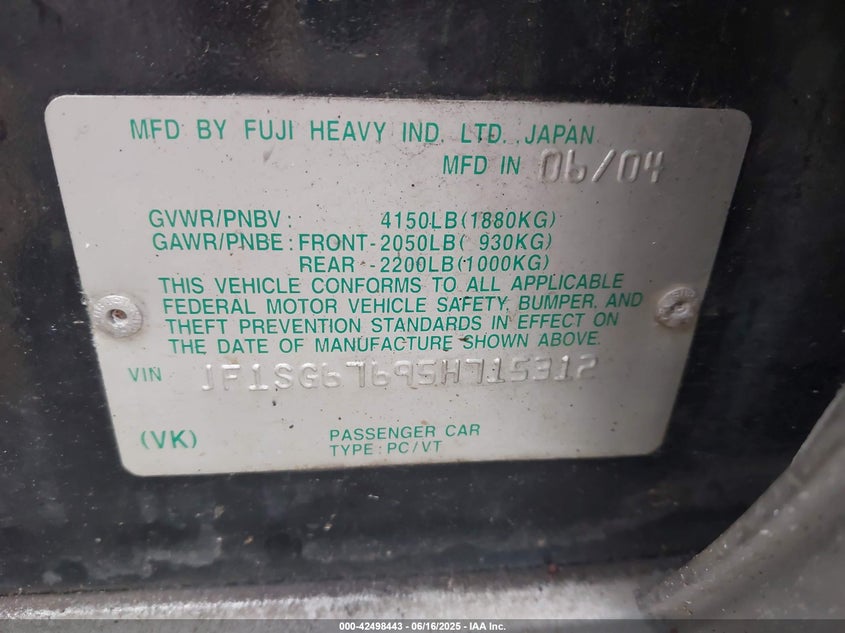 MFD BY FUJI HEAVY IND. LTD. JAPAN
MFD IN 06/04
GVWR/PNBV: 4150LB(1880KG)
GAWR/PNBE: FRONT-2050LB( 930KG)
REAR -2200LB(1000KG)
THIS VEHICLE CONFORMS TO ALL APPLICABLE
FEDERAL MOTOR VEHICLE SAFETY, BUMPER, AND
THEFT PREVENTION STANDARDS IN EFFECT ON
THE DATE OF MANUFACTURE SHOWN ABOVE.
VIN JF1SG67695H715312
(VK) PASSENGER CAR
TYPE: PC/VT
000-42498443 - 06/16/2025 - IAA Inc.